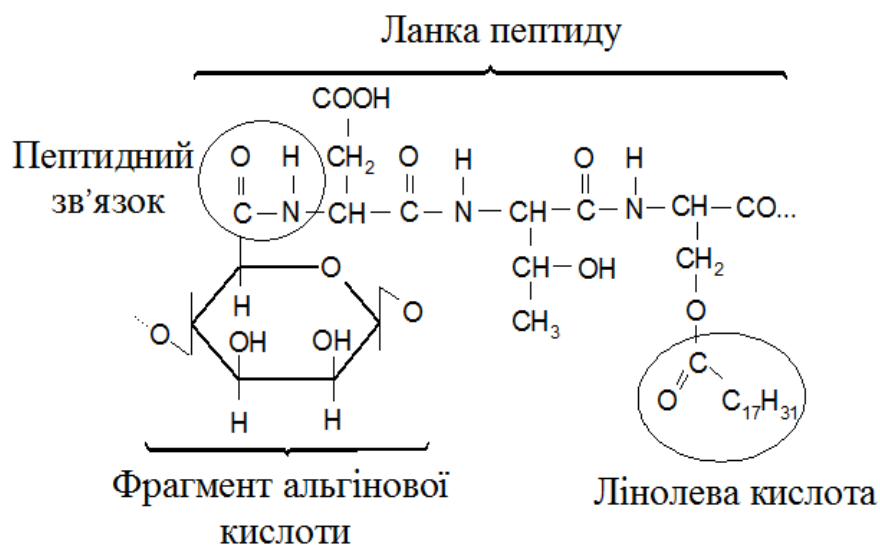 Ланка пептиду
COOH
Пептидний
зв’язок
O H CH2 O H O H
C N CH C N CH C N CH CO...
O CH OH CH2
H CH3 O
O OH OH O C
O C17H31
H H
Фрагмент альгінової
кислоти
Лінолева кислота